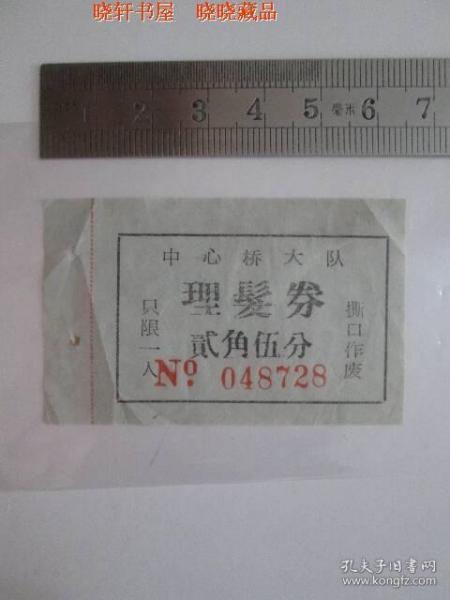 晓轩书屋 晓晓藏品
1 2 3 4 5 毫米 6 7
中心桥大队
理髮券
只限一人
贰角伍分
撕口作废
Nº 048728
孔夫子旧书网
www.kongfz.com